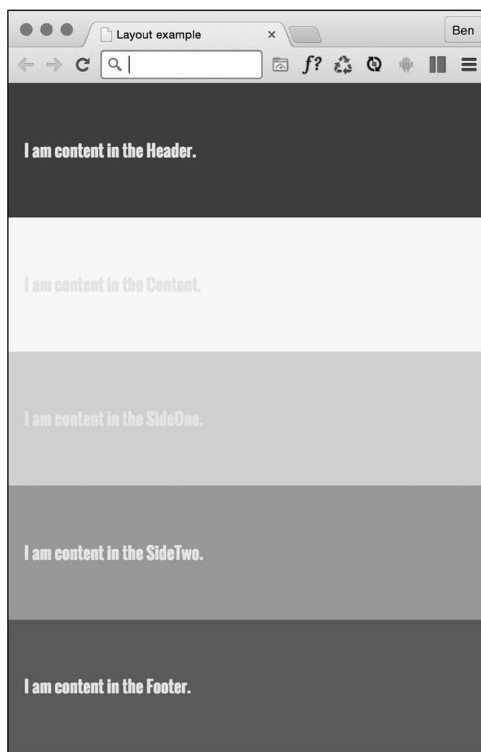 Layout example
Ben
f?
I am content in the Header.
I am content in the Content.
I am content in the SideOne.
I am content in the SideTwo.
I am content in the Footer.